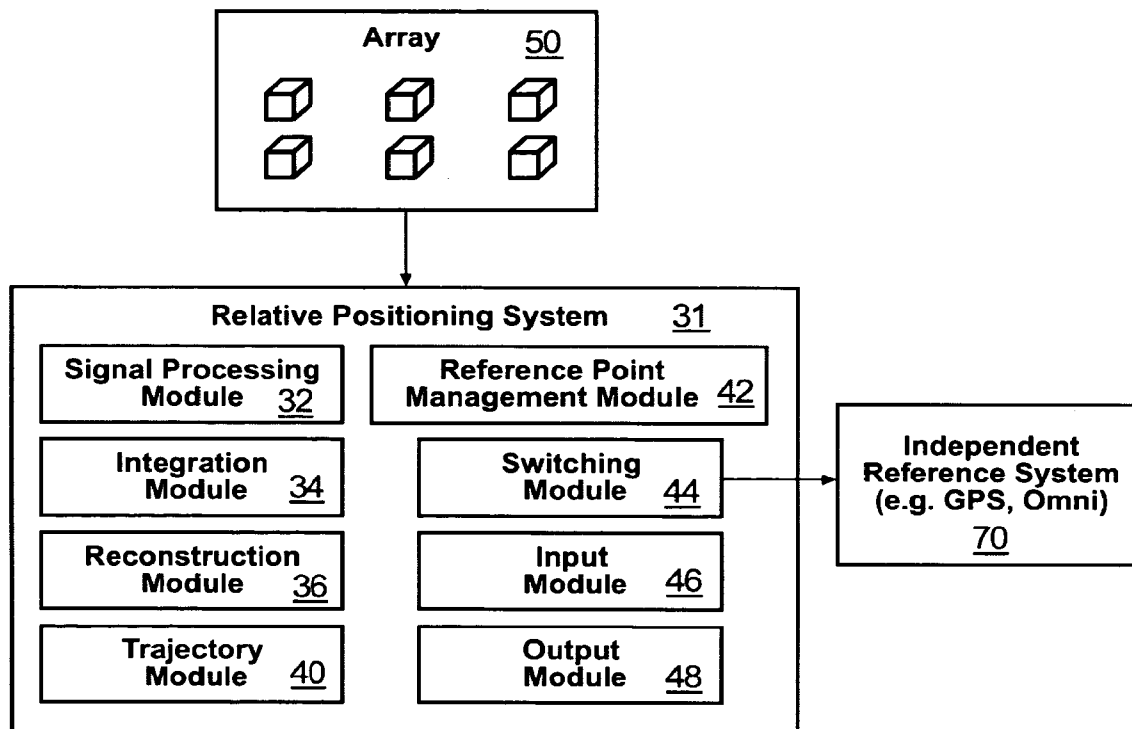 Array 50
Relative Positioning System 31
Signal Processing
Module 32
Reference Point
Management Module 42
Integration
Module 34
Switching
Module 44
Reconstruction
Module 36
Input
Module 46
Trajectory
Module 40
Output
Module 48
Independent
Reference System
(e.g. GPS, Omni)
70